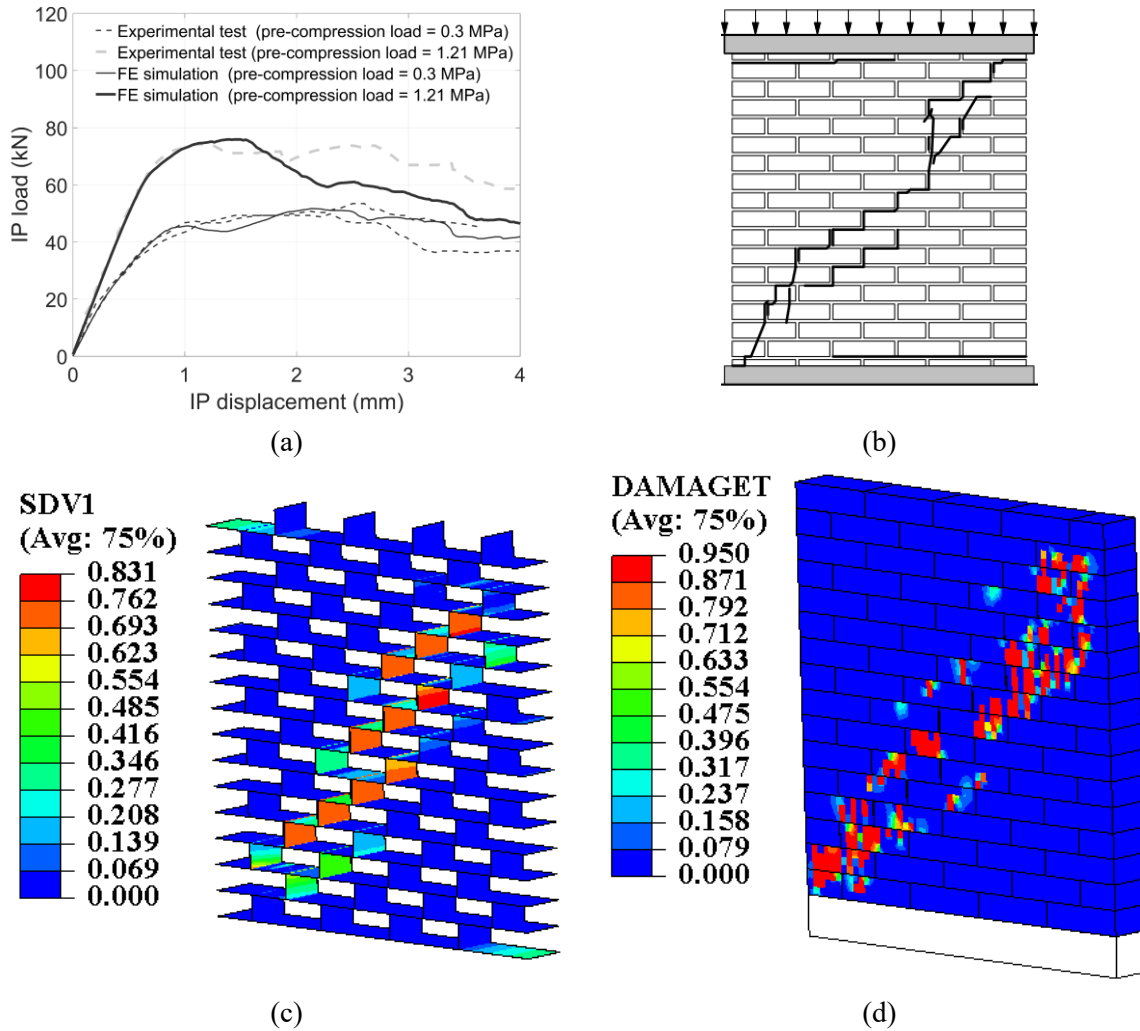 Experimental test (pre-compression load = 0.3 MPa)
Experimental test (pre-compression load = 1.21 MPa)
FE simulation (pre-compression load = 0.3 MPa)
FE simulation (pre-compression load = 1.21 MPa)
120
100
80
60
40
20
0
IP load (kN)
0 1 2 3 4
IP displacement (mm)
(a)
(b)
SDV1
(Avg: 75%)
0.831
0.762
0.693
0.623
0.554
0.485
0.416
0.346
0.277
0.208
0.139
0.069
0.000
(c)
DAMAGET
(Avg: 75%)
0.950
0.871
0.792
0.712
0.633
0.554
0.475
0.396
0.317
0.237
0.158
0.079
0.000
(d)